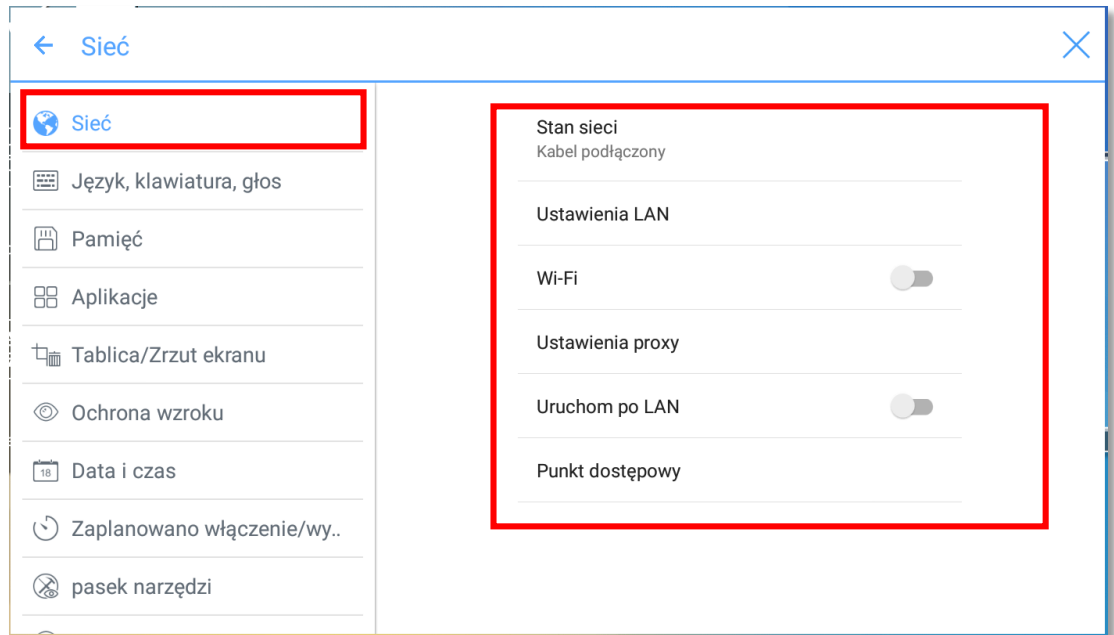 Sieć
Sieć
Język, klawiatura, głos
Pamięć
Aplikacje
Tablica/Zrzut ekranu
Ochrona wzroku
18
Data i czas
Zaplanowano włączenie/wy..
pasek narzędzi
Stan sieci
Kabel podłączony
Ustawienia LAN
Wi-Fi
Ustawienia proxy
Uruchom po LAN
Punkt dostępowy